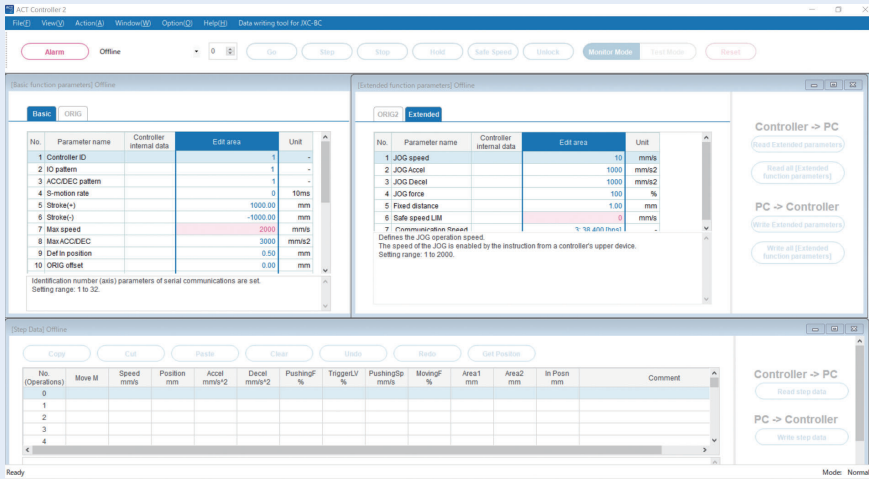 ACT Controller 2
File(F) View(V) Action(A) Window(W) Option(O) Help(H) Data writing tool for JXC-BC
Alarm Offline 0 Go Step Stop Hold Safe Speed Unlock Monitor Mode Test Mode Reset
[Basic function parameters] Offline
Basic ORIG
No. Parameter name Controller internal data Edit area Unit
1 Controller ID 1 -
2 IO pattern 1 -
3 ACC/DEC pattern 1 -
4 S-motion rate 0 10ms
5 Stroke(+) 1000.00 mm
6 Stroke(-) -1000.00 mm
7 Max speed 2000 mm/s
8 Max ACC/DEC 3000 mm/s2
9 Def In position 0.50 mm
10 ORIG offset 0.00 mm
Identification number (axis) parameters of serial communications are set.
Setting range: 1 to 32.
[Extended function parameters] Offline
ORIG2 Extended
No. Parameter name Controller internal data Edit area Unit
1 JOG speed 10 mm/s
2 JOG Accel 1000 mm/s2
3 JOG Decel 1000 mm/s2
4 JOG force 100 %
5 Fixed distance 1.00 mm
6 Safe speed LIM 0 mm/s
7 Communication Speed 3: 38,400 [bps] -
Defines the JOG operation speed.
The speed of the JOG is enabled by the instruction from a controller's upper device.
Setting range: 1 to 2000.
Controller -> PC
Read Extended parameters
Read all [Extended
function parameters]
PC -> Controller
Write Extended parameters
Write all [Extended
function parameters]
[Step Data] Offline
Copy Cut Paste Clear Undo Redo Get Position
No. Move M Speed Position Accel Decel PushingF TriggerLV PushingSp MovingF Area1 Area2 In Posn Comment
(Operations) mm/s mm mm/s^2 mm/s^2 % % mm/s % mm mm mm
0
1
2
3
4
Controller -> PC
Read step data
PC -> Controller
Write step data
Ready Mode: Normal